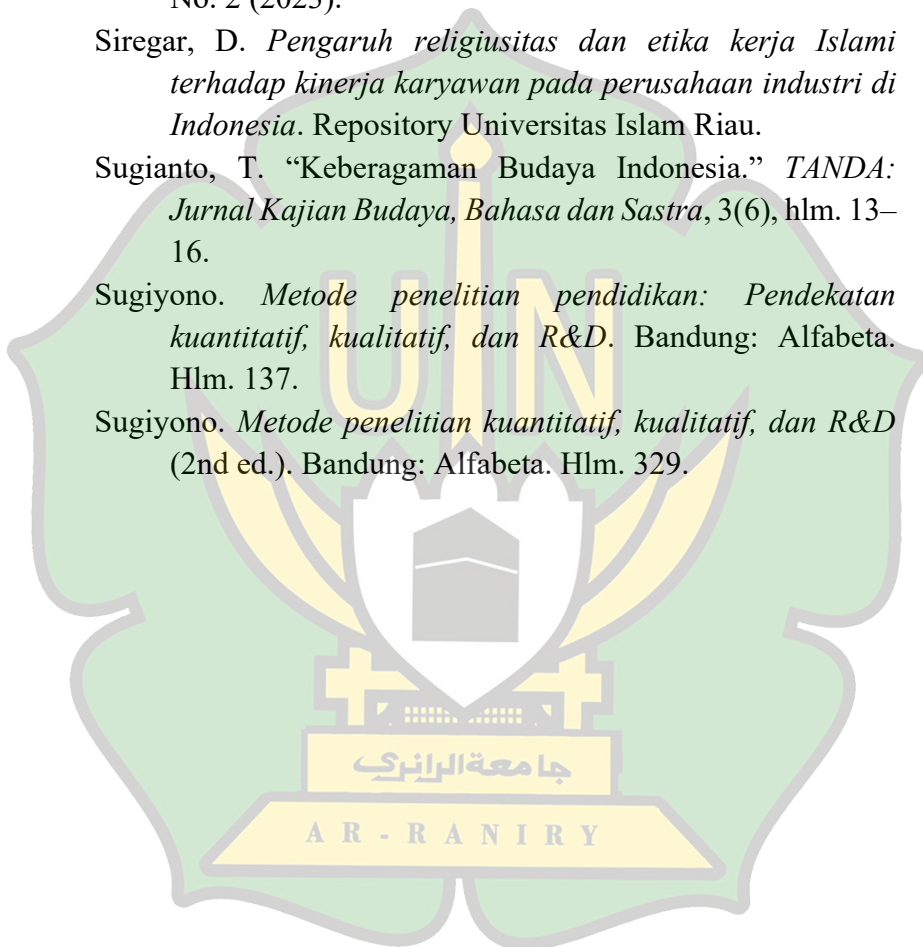 No. 2 (2023).
Siregar, D. Pengaruh religiusitas dan etika kerja Islami
terhadap kinerja karyawan pada perusahaan industri di
Indonesia. Repository Universitas Islam Riau.
Sugianto, T. “Keberagaman Budaya Indonesia.” TANDA:
Jurnal Kajian Budaya, Bahasa dan Sastra, 3(6), hlm. 13–
16.
Sugiyono. Metode penelitian pendidikan: Pendekatan
kuantitatif, kualitatif, dan R&D. Bandung: Alfabeta.
Hlm. 137.
Sugiyono. Metode penelitian kuantitatif, kualitatif, dan R&D
(2nd ed.). Bandung: Alfabeta. Hlm. 329.
UIN
جامعة الرانري
AR-RANIRY